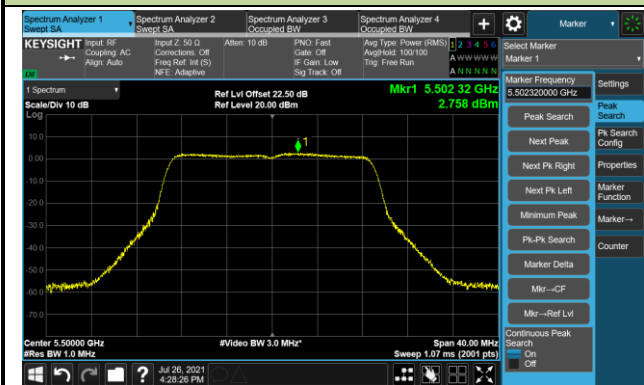 Spectrum Analyzer 1
Swept SA
Spectrum Analyzer 2
Swept SA
Spectrum Analyzer 3
Occupied BW
Spectrum Analyzer 4
Occupied BW
+
Marker
KEYSIGHT
Input: RF
Coupling: AC
Align: Auto
Input Z: 50 Ω
Corrections: Off
Freq Ref: Int (S)
NFE: Adaptive
Atten: 10 dB
PNO: Fast
Gate: Off
IF Gain: Low
Sig Track: Off
Avg Type: Power (RMS)
Avg|Hold: 100/100
Trig: Free Run
1 2 3 4 5 6
A W W W W W
A N N N N N
Select Marker
Marker 1
1 Spectrum
Scale/Div 10 dB
Log
Ref Lvl Offset 22.50 dB
Ref Level 20.00 dBm
Mkr1 5.502 32 GHz
2.758 dBm
10.0
0.00
-10.0
-20.0
-30.0
-40.0
-50.0
-60.0
-70.0
1
Center 5.50000 GHz
#Res BW 1.0 MHz
#Video BW 3.0 MHz*
Span 40.00 MHz
Sweep 1.07 ms (2001 pts)
Marker Frequency
5.502320000 GHz
Peak Search
Next Peak
Next Pk Right
Next Pk Left
Minimum Peak
Pk-Pk Search
Marker Delta
Mkr→CF
Mkr→Ref Lvl
Continuous Peak
Search
On
Off
Settings
Peak
Search
Pk Search
Config
Properties
Marker
Function
Marker→
Counter
?
Jul 26, 2021
4:28:26 PM